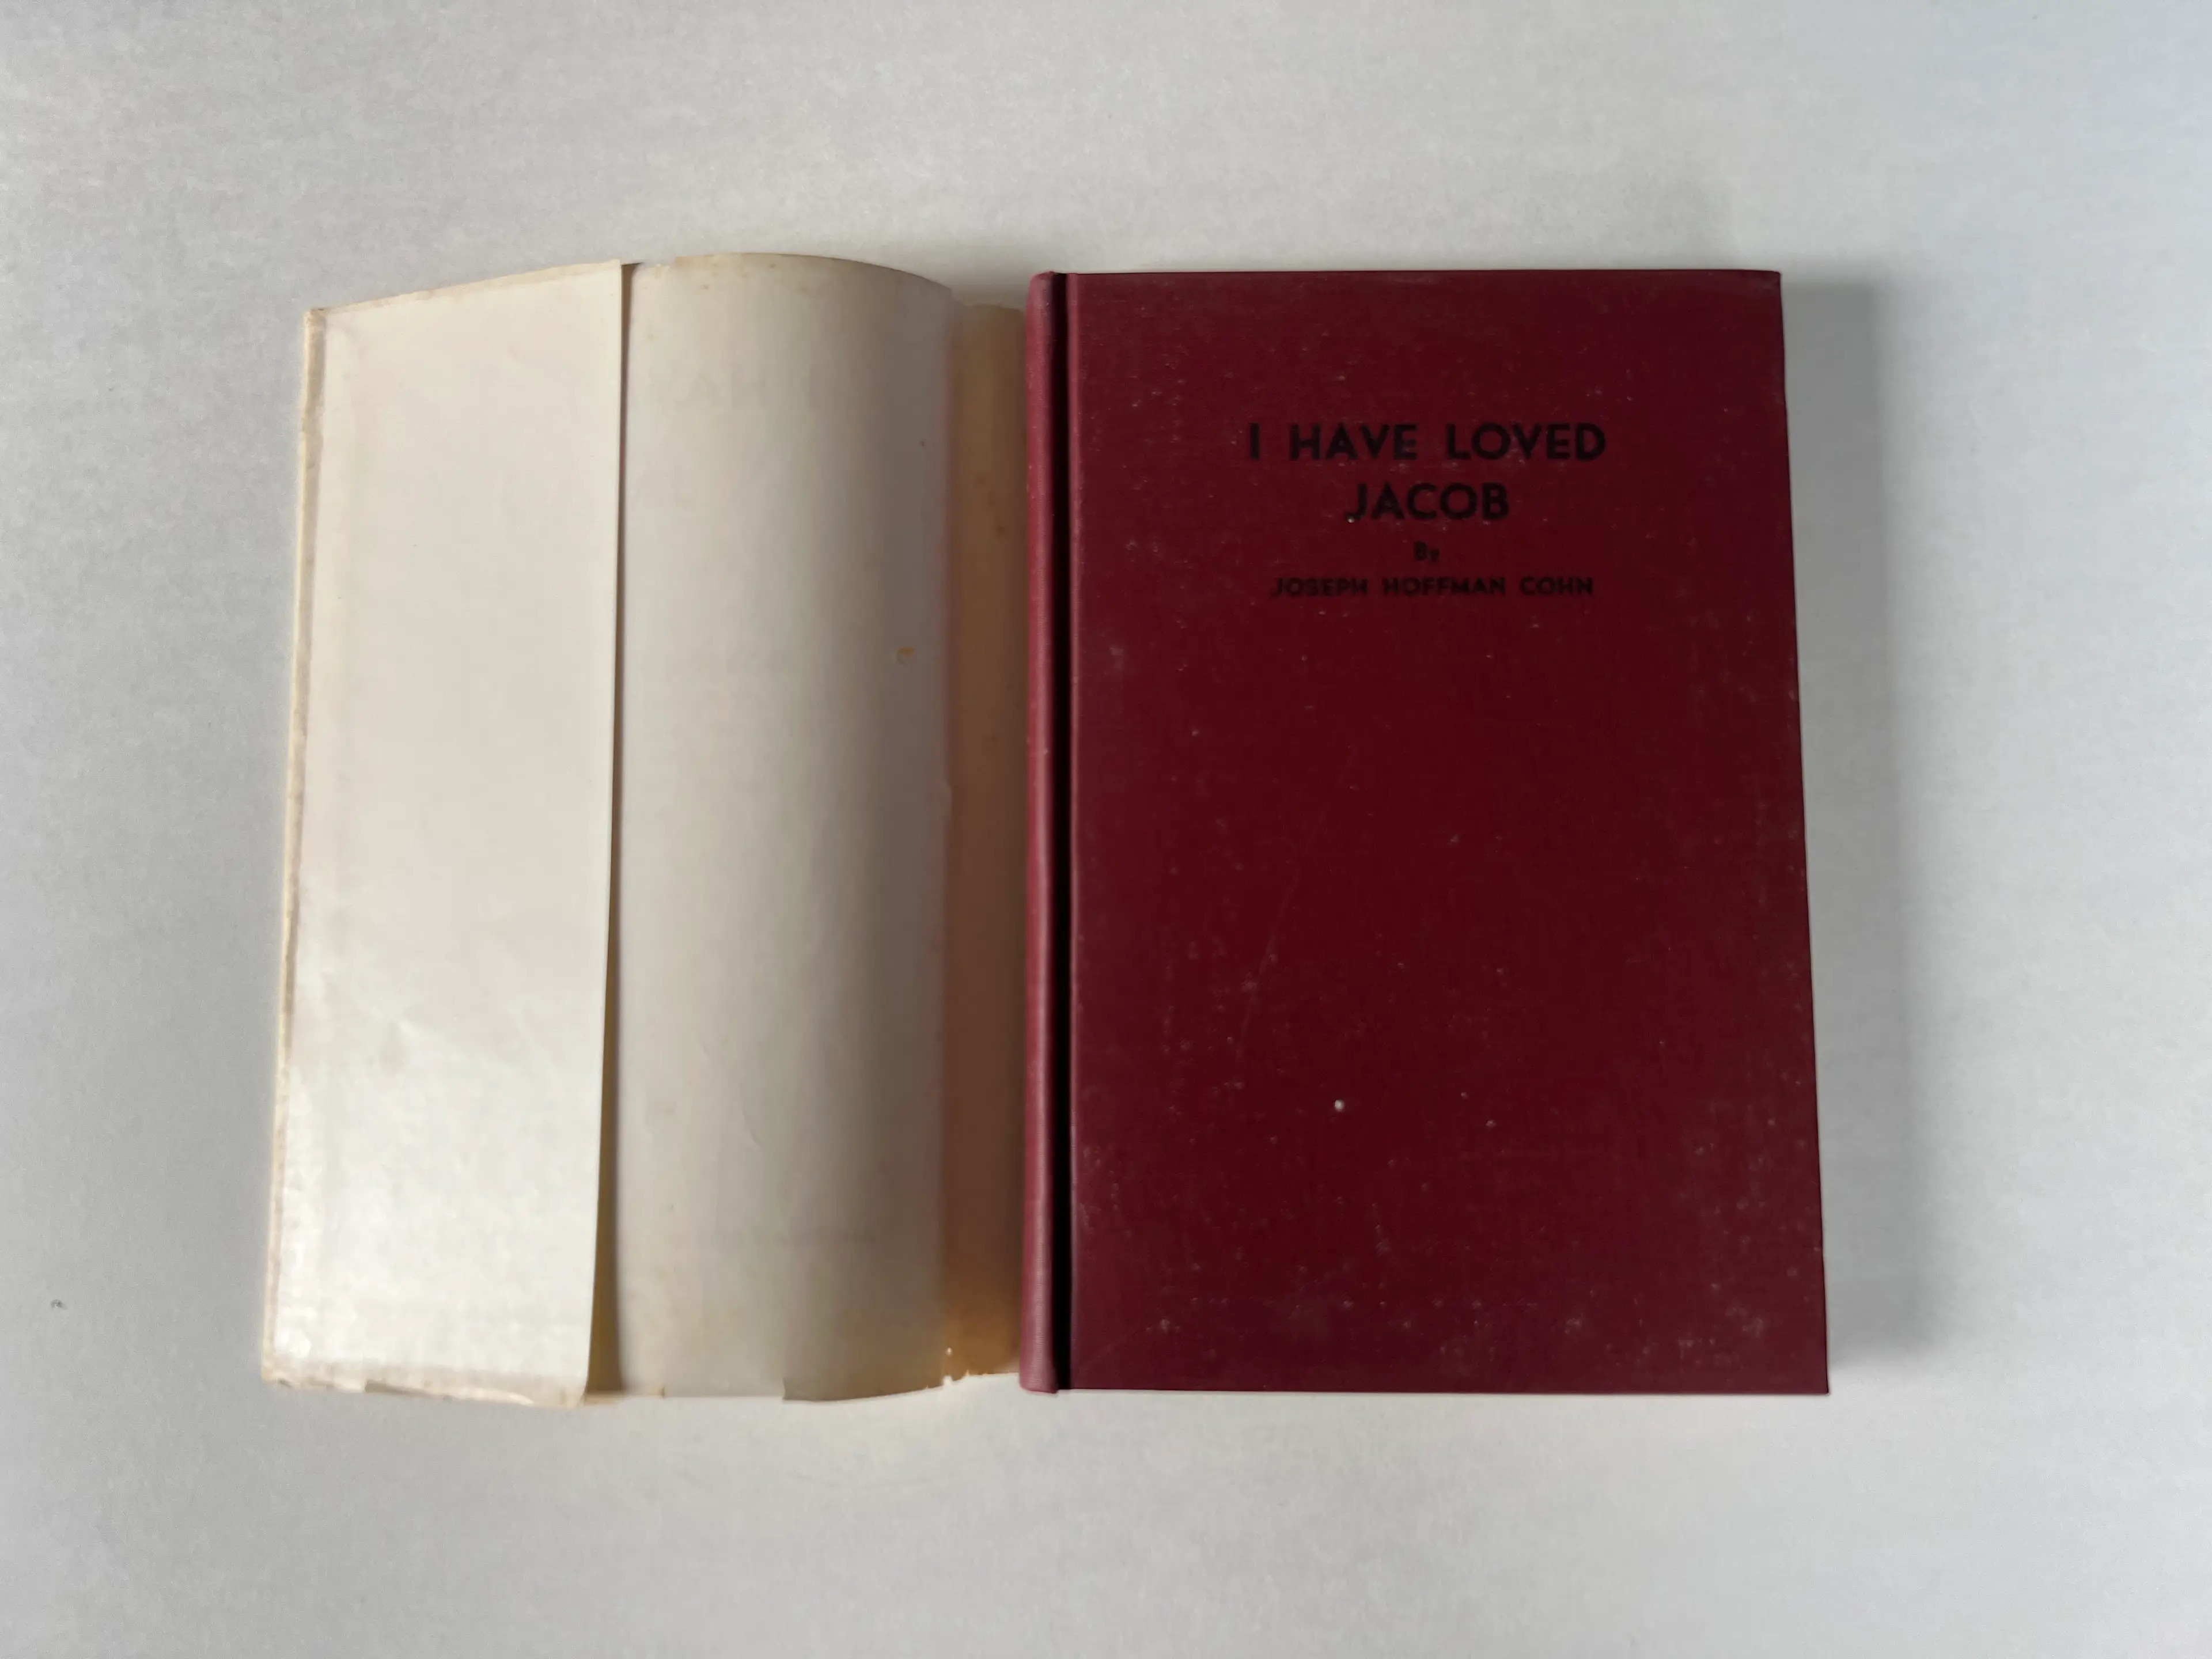 I HAVE LOVED
JACOB
By
JOSEPH HOFFMAN COHN